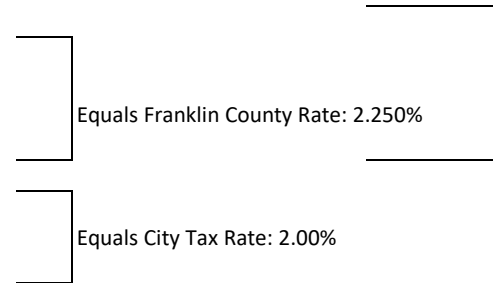 Equals Franklin County Rate: 2.250%
Equals City Tax Rate: 2.00%